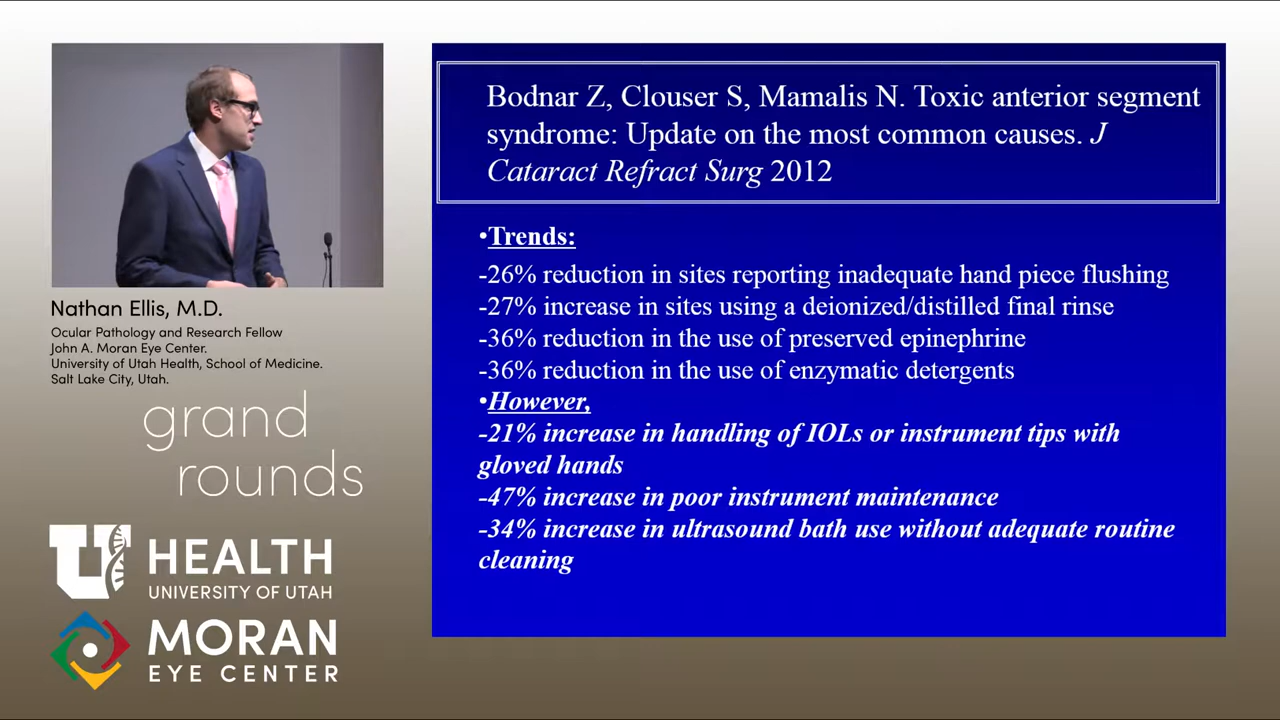 Bodnar Z, Clouser S, Mamalis N. Toxic anterior segment
syndrome: Update on the most common causes. J
Cataract Refract Surg 2012
•Trends:
-26% reduction in sites reporting inadequate hand piece flushing
-27% increase in sites using a deionized/distilled final rinse
-36% reduction in the use of preserved epinephrine
-36% reduction in the use of enzymatic detergents
•However,
-21% increase in handling of IOLs or instrument tips with
gloved hands
-47% increase in poor instrument maintenance
-34% increase in ultrasound bath use without adequate routine
cleaning
Nathan Ellis, M.D.
Ocular Pathology and Research Fellow
John A. Moran Eye Center.
University of Utah Health, School of Medicine.
Salt Lake City, Utah.
grand
rounds
U HEALTH
UNIVERSITY OF UTAH
MORAN
EYE CENTER